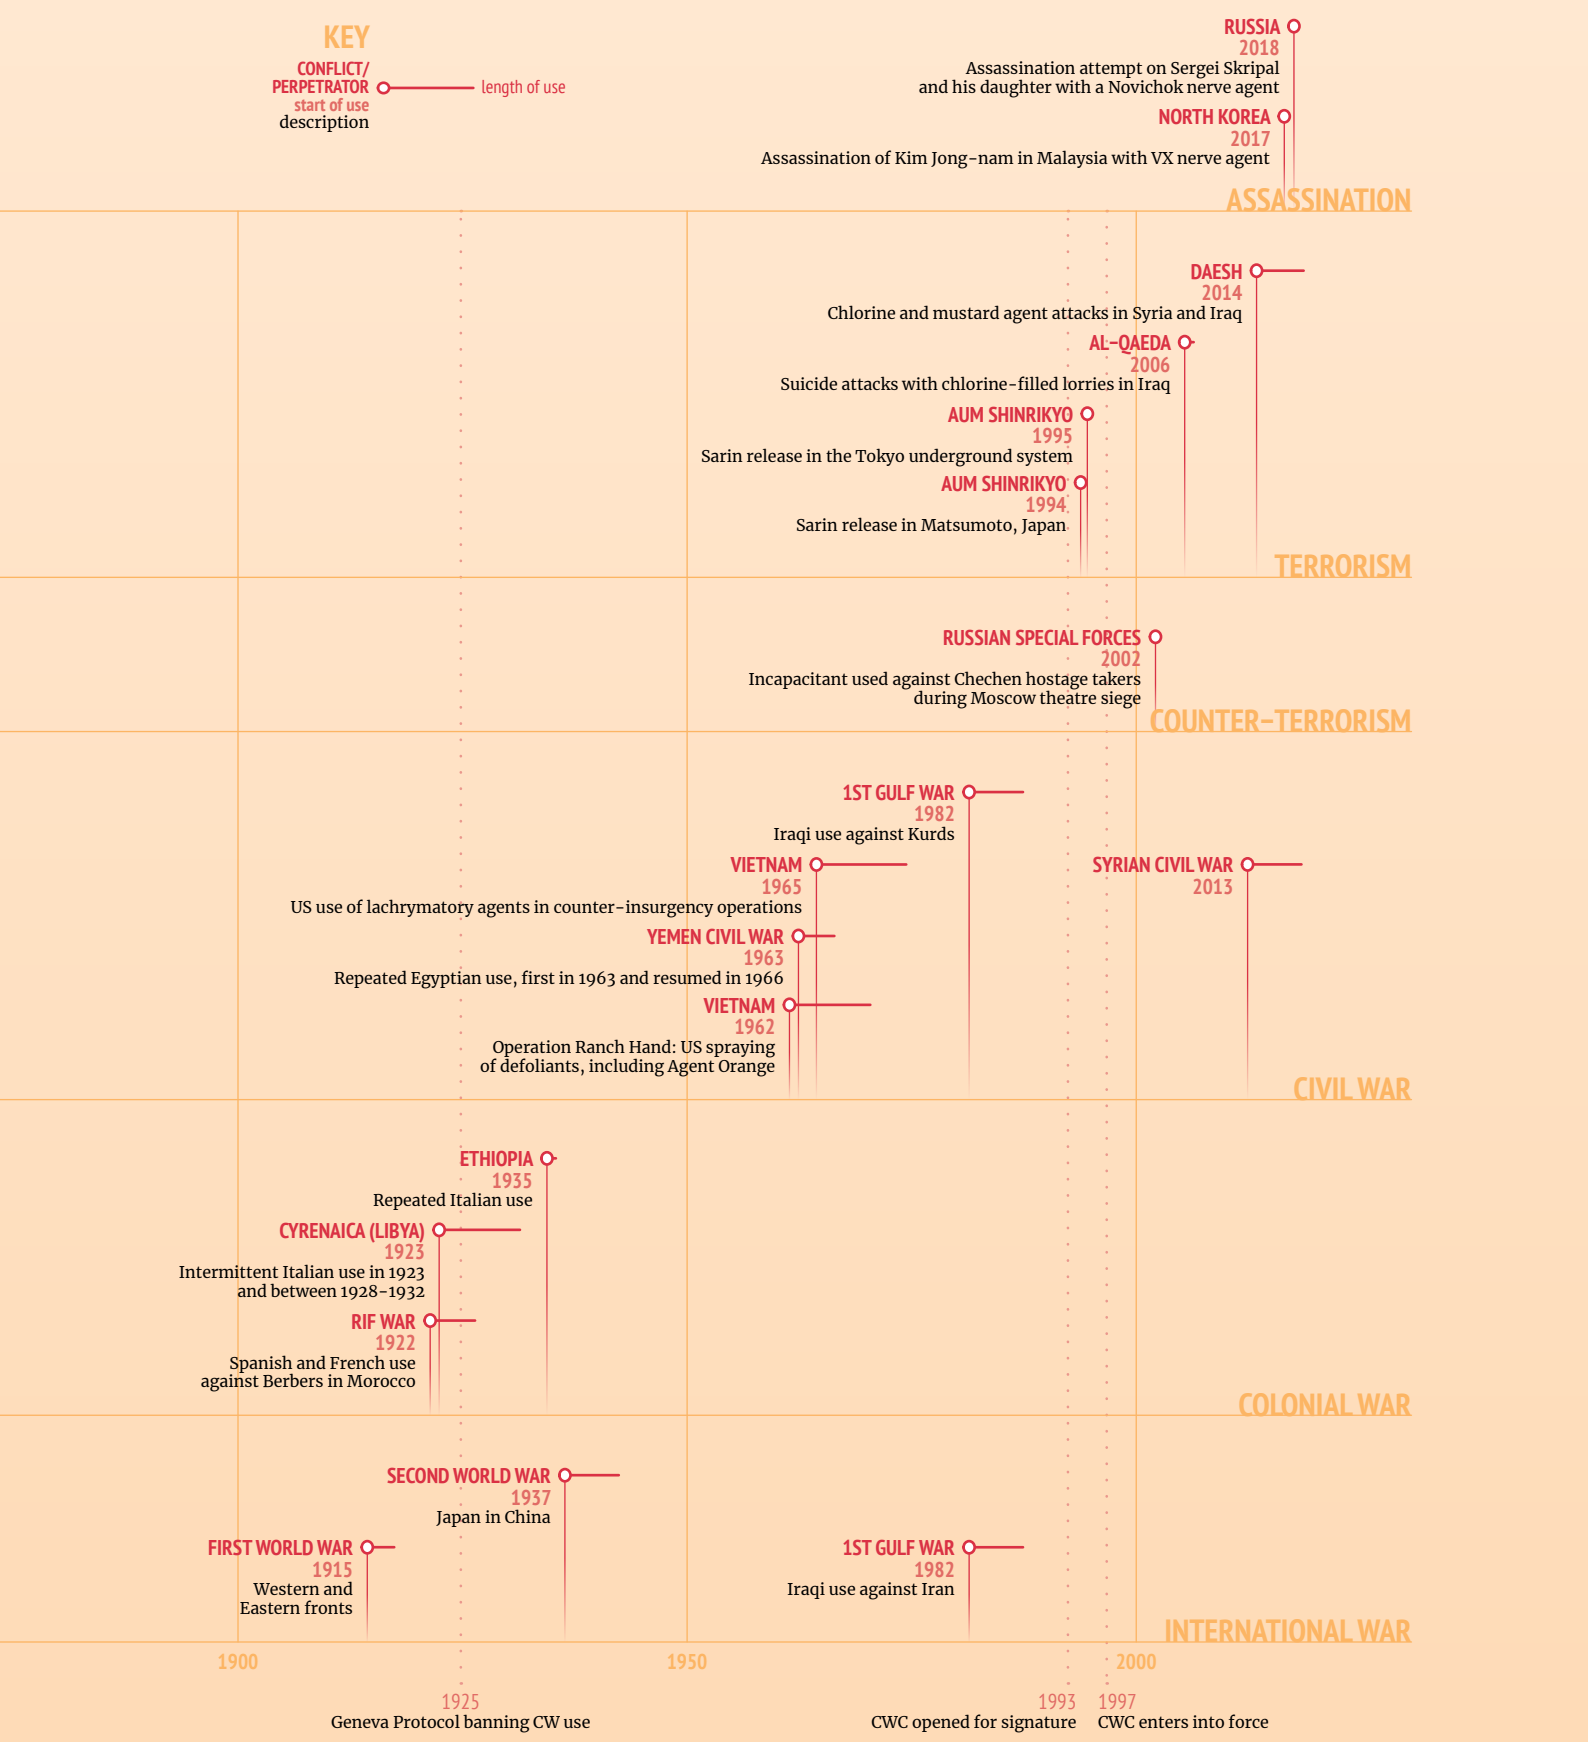 KEY
CONFLICT/
PERPETRATOR
start of use
description
length of use
RUSSIA
2018
Assassination attempt on Sergei Skripal
and his daughter with a Novichok nerve agent
NORTH KOREA
2017
Assassination of Kim Jong-nam in Malaysia with VX nerve agent
ASSASSINATION
DAESH
2014
Chlorine and mustard agent attacks in Syria and Iraq
AL-QAEDA
2006
Suicide attacks with chlorine-filled lorries in Iraq
AUM SHINRIKYO
1995
Sarin release in the Tokyo underground system
AUM SHINRIKYO
1994
Sarin release in Matsumoto, Japan
TERRORISM
RUSSIAN SPECIAL FORCES
2002
Incapacitant used against Chechen hostage takers
during Moscow theatre siege
COUNTER-TERRORISM
1ST GULF WAR
1982
Iraqi use against Kurds
VIETNAM
1965
US use of lachrymatory agents in counter-insurgency operations
SYRIAN CIVIL WAR
2013
YEMEN CIVIL WAR
1963
Repeated Egyptian use, first in 1963 and resumed in 1966
VIETNAM
1962
Operation Ranch Hand: US spraying
of defoliants, including Agent Orange
CIVIL WAR
ETHIOPIA
1935
Repeated Italian use
CYRENAICA (LIBYA)
1923
Intermittent Italian use in 1923
and between 1928-1932
RIF WAR
1922
Spanish and French use
against Berbers in Morocco
COLONIAL WAR
SECOND WORLD WAR
1937
Japan in China
FIRST WORLD WAR
1915
Western and
Eastern fronts
1ST GULF WAR
1982
Iraqi use against Iran
INTERNATIONAL WAR
1900
1950
2000
1925
Geneva Protocol banning CW use
1993
CWC opened for signature
1997
CWC enters into force